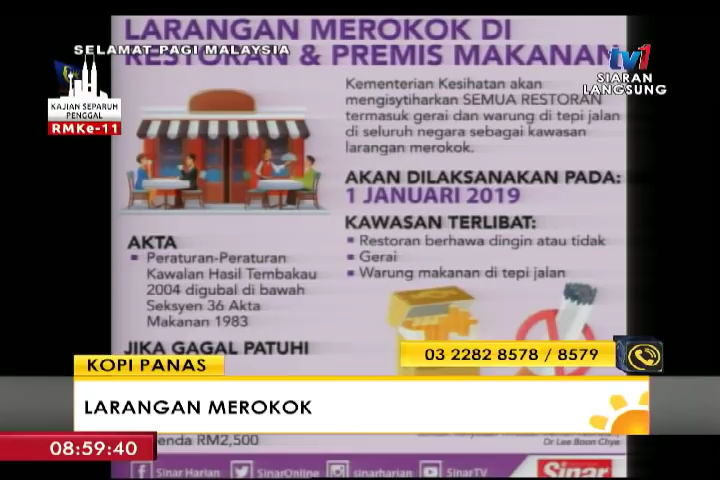 LARANGAN MEROKOK DI
RESTORAN & PREMIS MAKANAN
SELAMAT PAGI MALAYSIA
tv1
SIARAN
LANGSUNG
KAJIAN SEPARUH
PENGGAL
RMKe-11
Kementerian Kesihatan akan
mengisytiharkan SEMUA RESTORAN
termasuk gerai dan warung di tepi jalan
di seluruh negara sebagai kawasan
larangan merokok.
AKAN DILAKSANAKAN PADA:
1 JANUARI 2019
KAWASAN TERLIBAT:
Restoran berhawa dingin atau tidak
Gerai
Warung makanan di tepi jalan
AKTA
Peraturan-Peraturan
Kawalan Hasil Tembakau
2004 digubal di bawah
Seksyen 36 Akta
Makanan 1983
JIKA GAGAL PATUHI
03 2282 8578 / 8579
KOPI PANAS
LARANGAN MEROKOK
08:59:40
enda RM2,500
Dr Lee Boon Chye
Sinar Harian
SinarOnline
sinarharian
SinarTV
Sinar